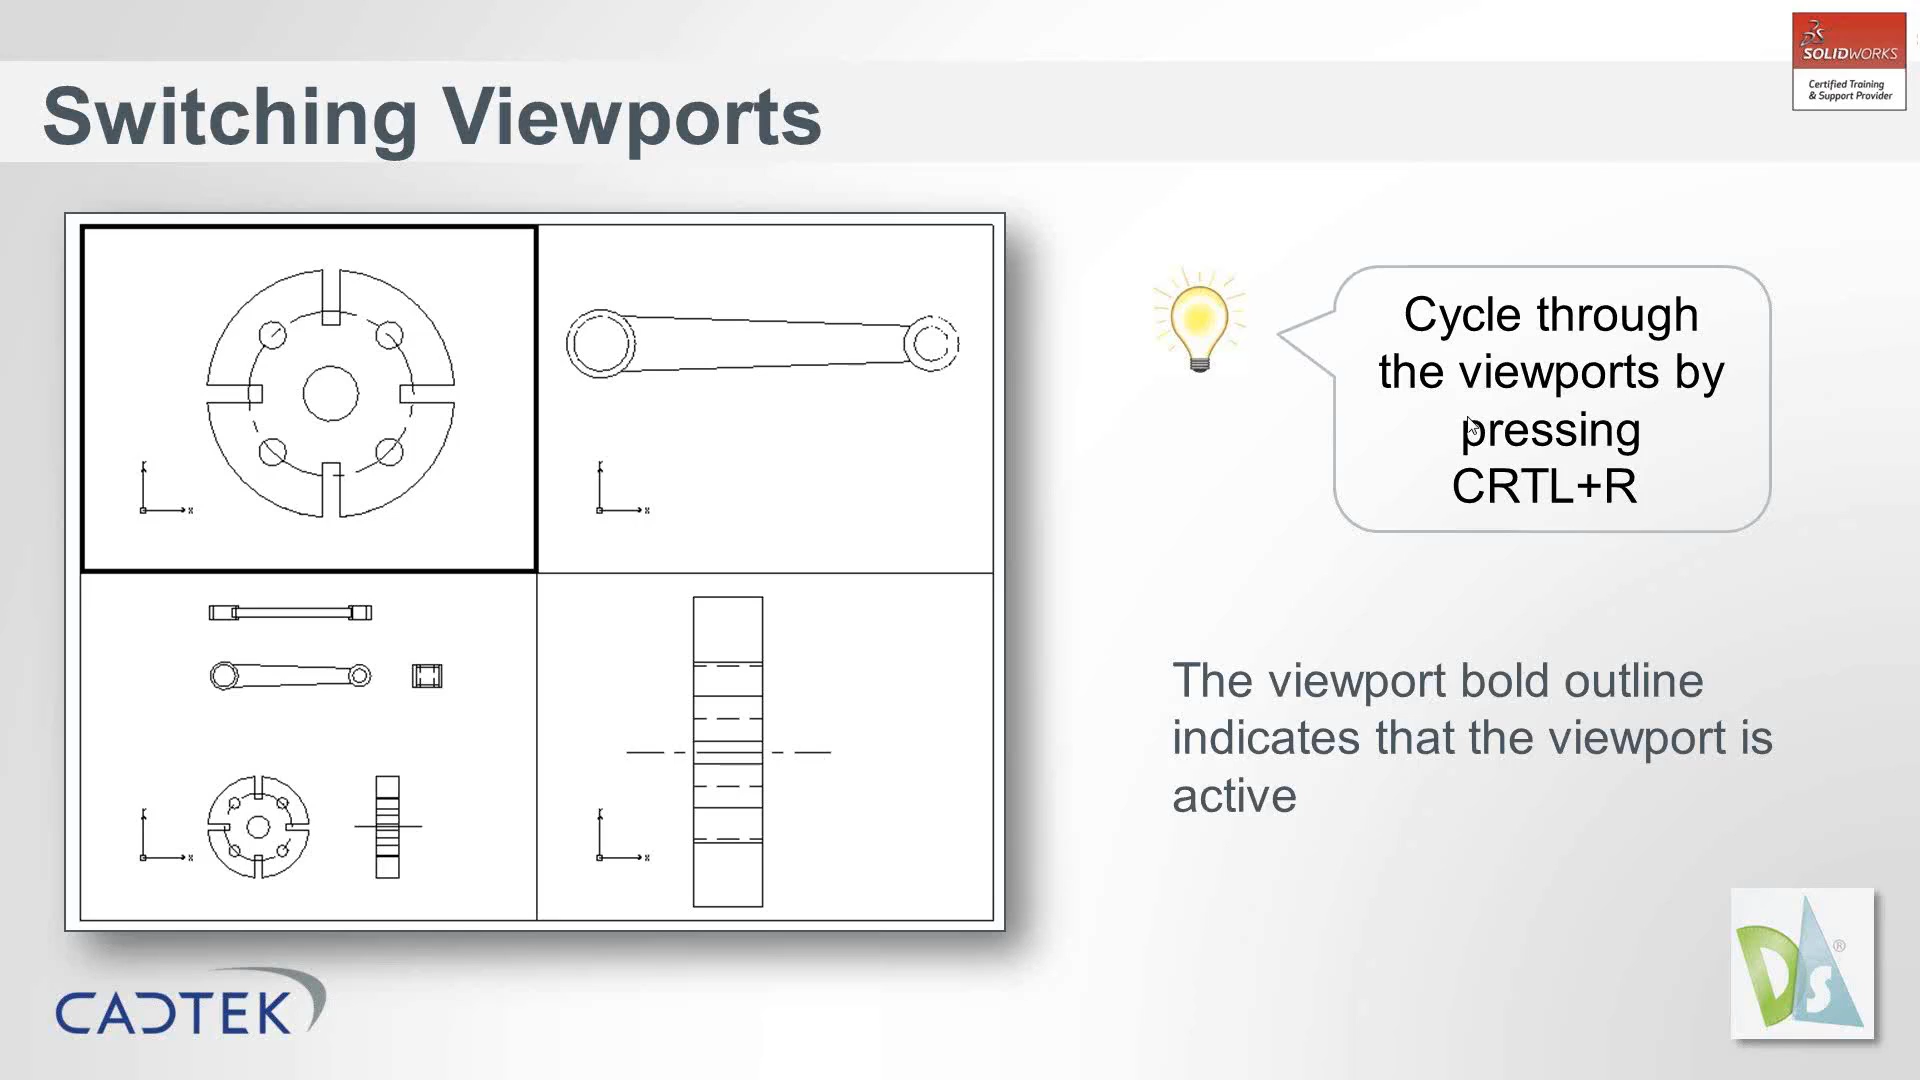 SOLIDWORKS
Certified Training
& Support Provider
Switching Viewports
Cycle through
the viewports by
pressing
CRTL+R
The viewport bold outline
indicates that the viewport is
active
CADTEK
DS
®